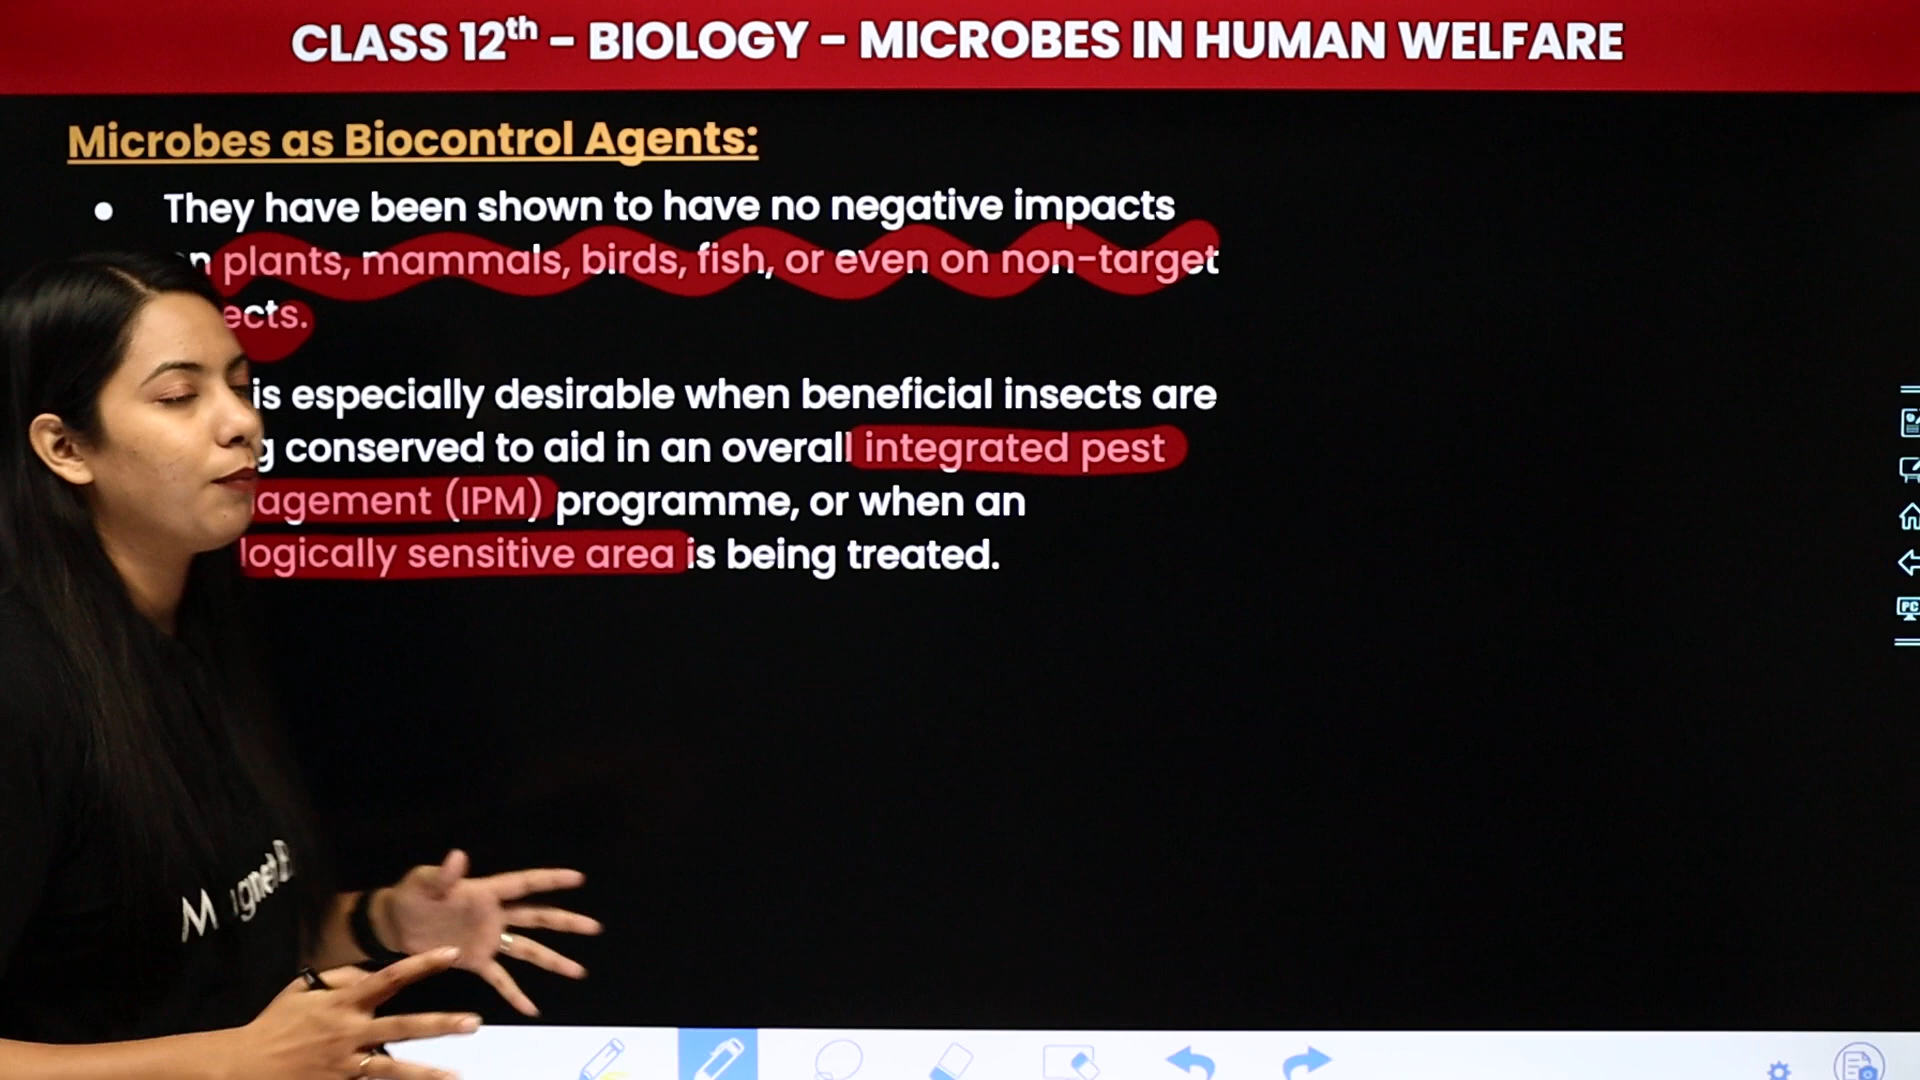 CLASS 12th - BIOLOGY - MICROBES IN HUMAN WELFARE
Microbes as Biocontrol Agents:
• They have been shown to have no negative impacts
plants, mammals, birds, fish, or even on non-target
ects.
is especially desirable when beneficial insects are
g conserved to aid in an overall integrated pest
agement (IPM) programme, or when an
logically sensitive area is being treated.
PC